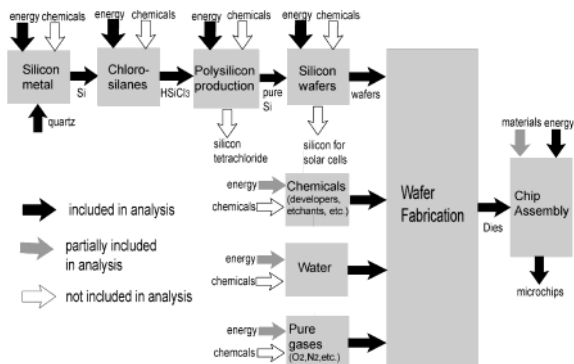 energy
chemicals
energy
chemicals
energy
chemicals
energy
chemicals
Silicon
metal
Si
Chloro-
silanes
HSiCl3
Polysilicon
production
pure
Si
Silicon
wafers
wafers
quartz
silicon
tetrachloride
silicon for
solar cells
energy
chemicals
Chemicals
(developers,
etchants, etc.)
energy
chemicals
Water
energy
chemcals
Pure
gases
(O2,N2,etc.)
Wafer
Fabrication
Dies
materials
energy
Chip
Assembly
microchips
included in analysis
partially included
in analysis
not included in analysis